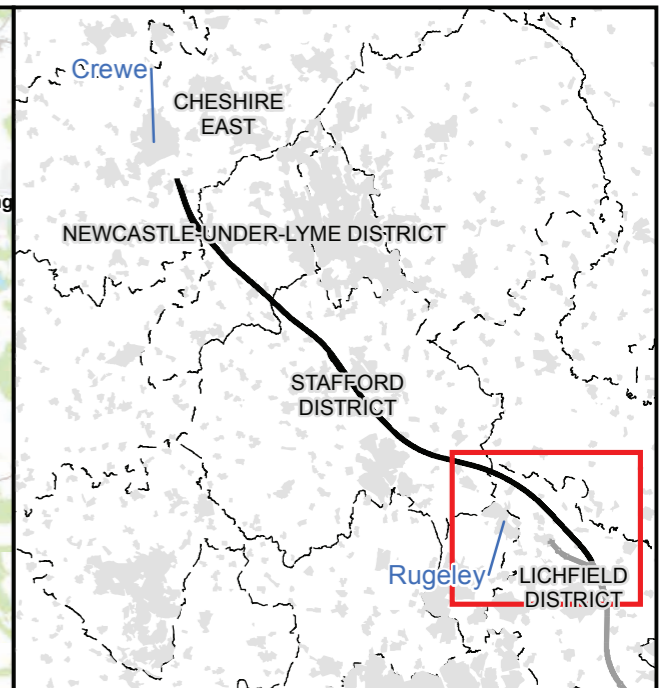 Crewe
CHESHIRE
EAST
NEWCASTLE-UNDER-LYME DISTRICT
STAFFORD
DISTRICT
Rugeley
LICHFIELD
DISTRICT